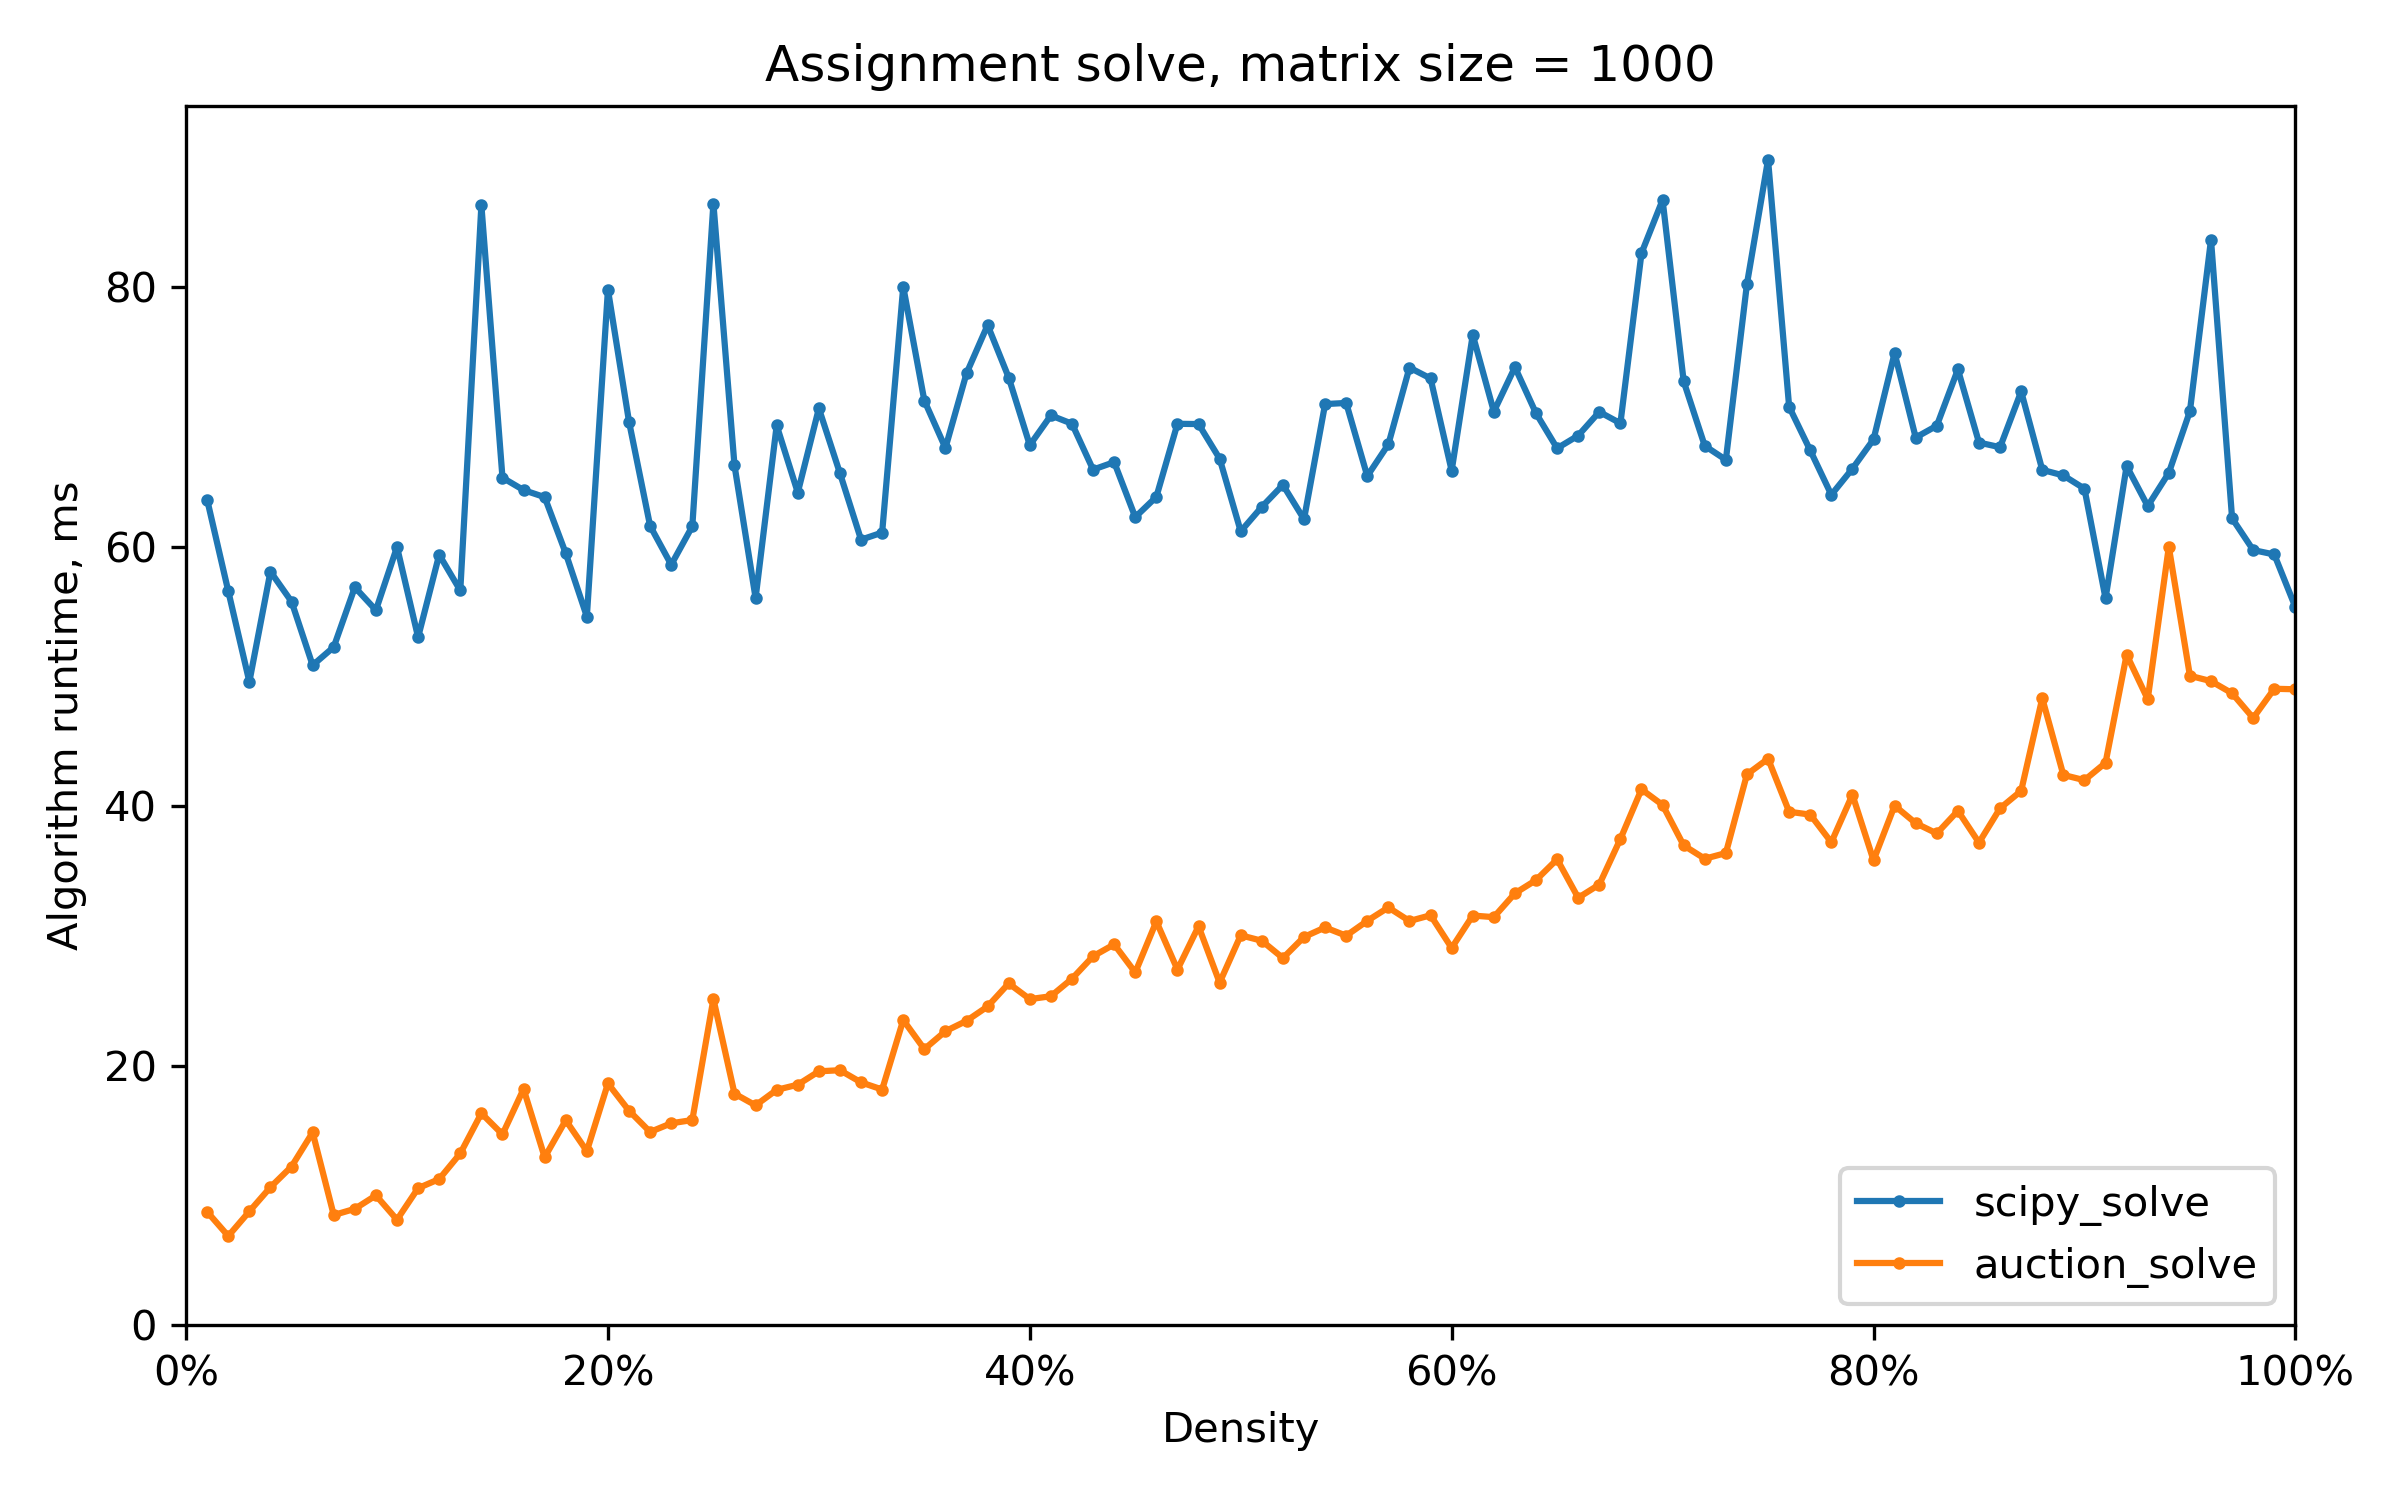 Assignment solve, matrix size = 1000
Algorithm runtime, ms
80
60
40
20
0
0% 20% 40% 60% 80% 100%
Density
scipy_solve
auction_solve